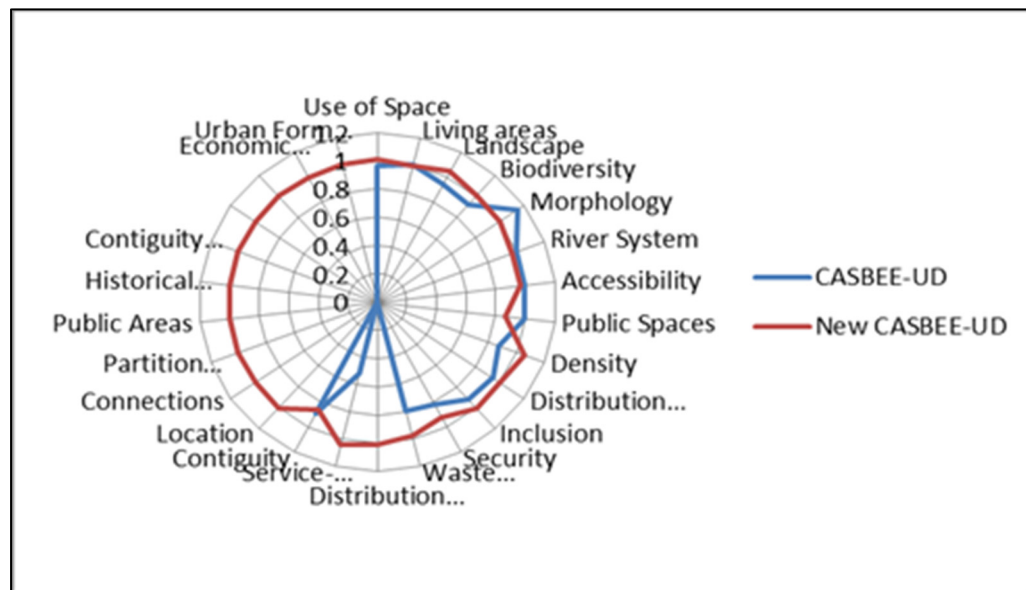 Use of Space
Living areas
Landscape
Biodiversity
Morphology
River System
Accessibility
Public Spaces
Density
Distribution...
Inclusion
Security
Waste...
Distribution...
Service-...
Contiguity
Location
Connections
Partition...
Public Areas
Historical...
Contiguity...
Economic...
Urban Form...
1.2
1
0.8
0.6
0.4
0.2
0
CASBEE-UD
New CASBEE-UD